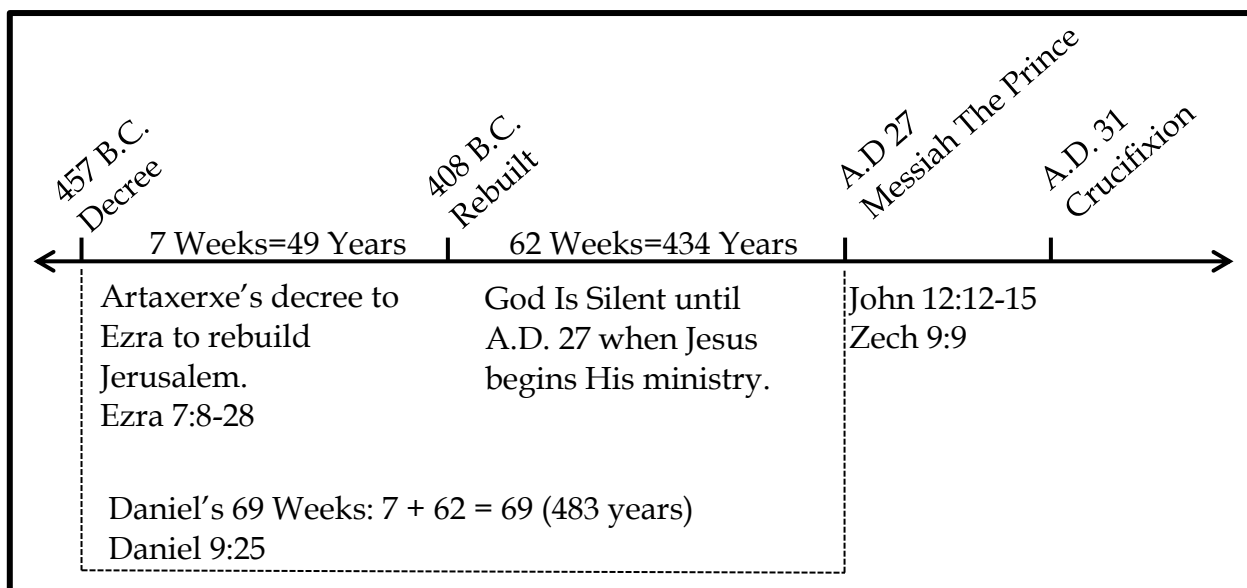 457 B.C.
Decree
408 B.C.
Rebuilt
A.D 27
Messiah The Prince
A.D. 31
Crucifixion
7 Weeks=49 Years
62 Weeks=434 Years
Artaxerxe’s decree to
Ezra to rebuild
Jerusalem.
Ezra 7:8-28
God Is Silent until
A.D. 27 when Jesus
begins His ministry.
John 12:12-15
Zech 9:9
Daniel’s 69 Weeks: 7 + 62 = 69 (483 years)
Daniel 9:25